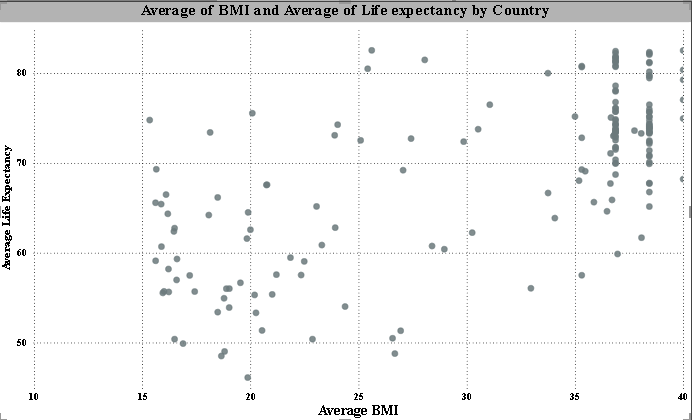 Average of BMI and Average of Life expectancy by Country
Average Life Expectancy
80
70
60
50
10 15 20 25 30 35 40
Average BMI